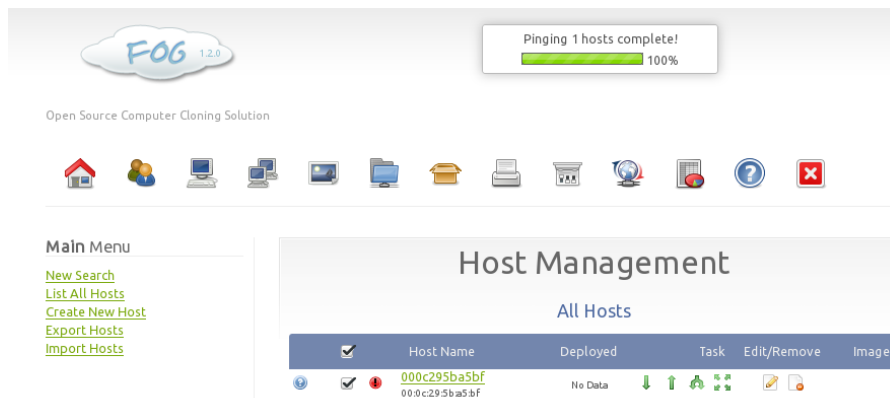 FOG 1.2.0
Pinging 1 hosts complete!
100%
Open Source Computer Cloning Solution
Main Menu
New Search
List All Hosts
Create New Host
Export Hosts
Import Hosts
Host Management
All Hosts
Host Name Deployed Task Edit/Remove Image
000c295ba5bf No Data
00:0c:29:5b:a5:bf